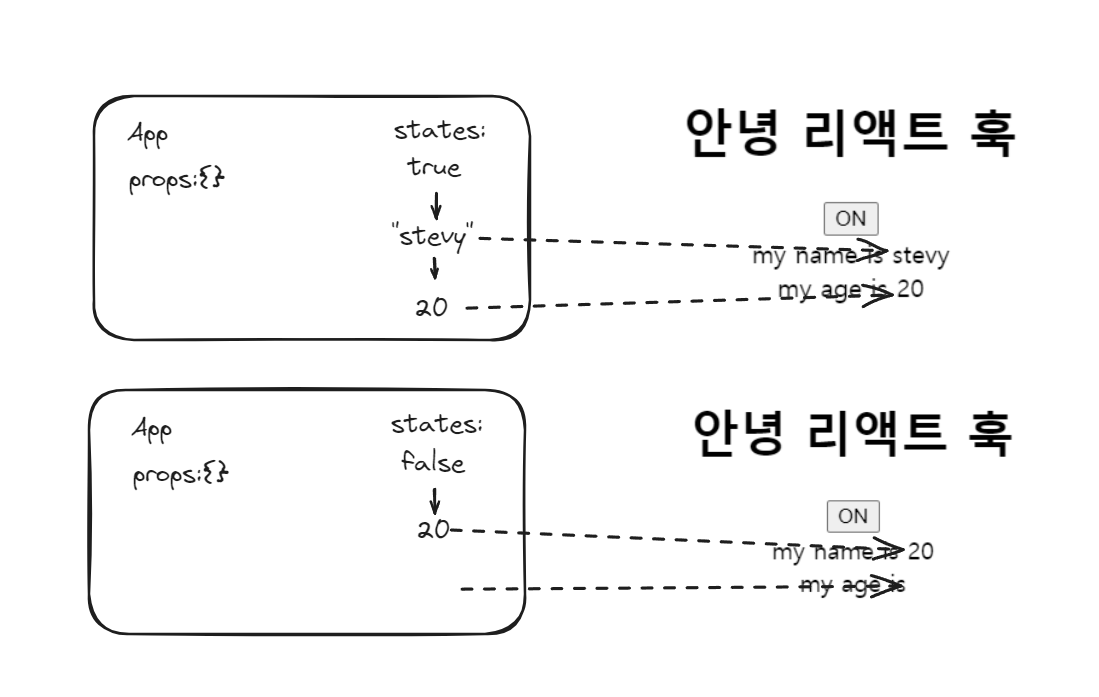 App
props:{}
states:
true
"stevy"
20
안녕 리액트 훅
ON
my name is stevy
my age is 20
App
props:{}
states:
false
20
안녕 리액트 훅
ON
my name is 20
my age is